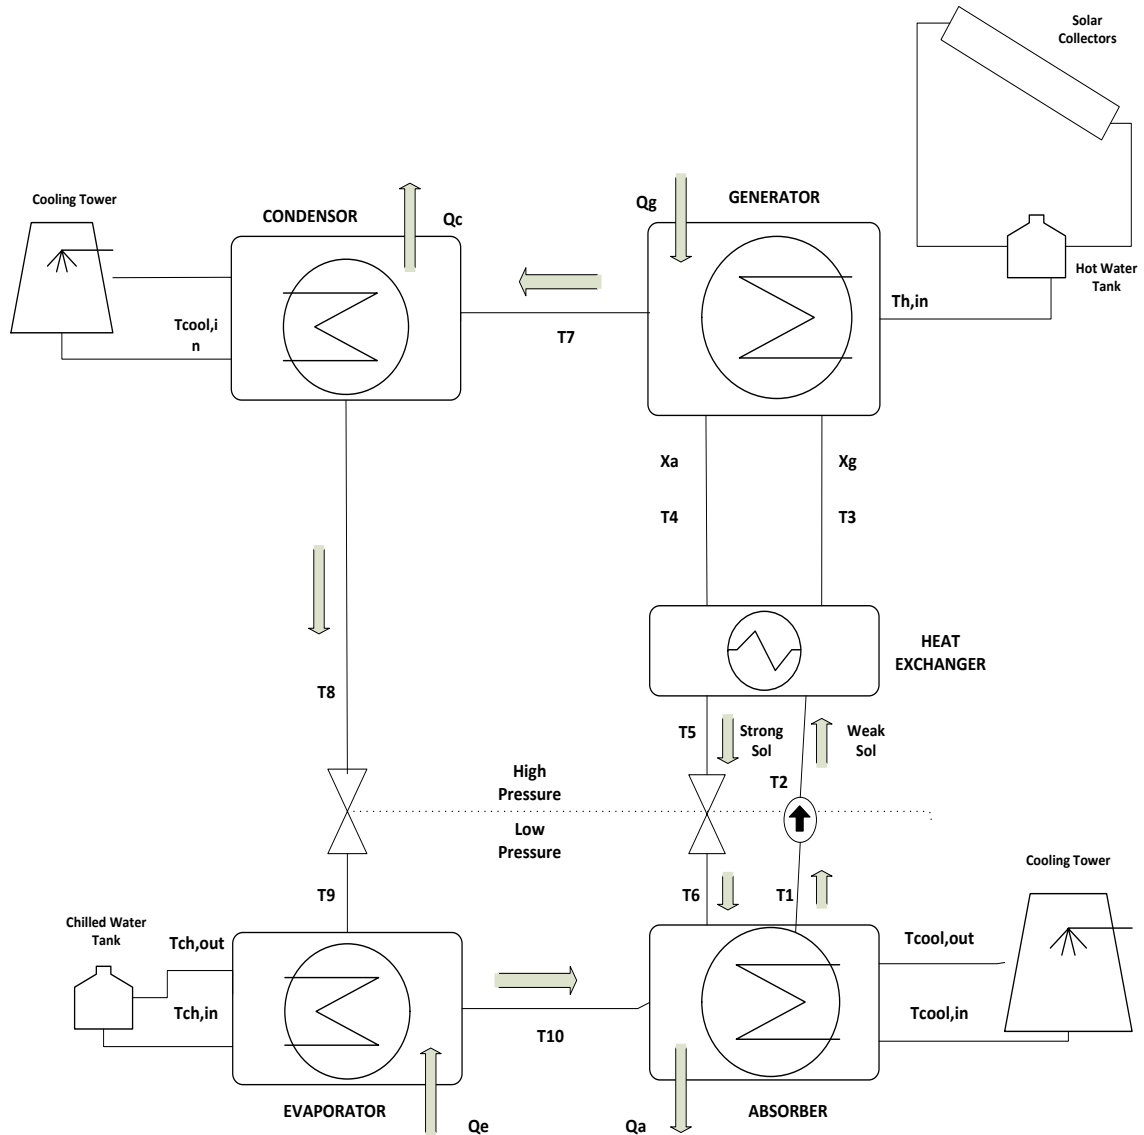 Solar
Collectors
Cooling Tower
CONDENSOR
Qc
Qg
GENERATOR
Hot Water
Tank
Th,in
Tcool,i
n
T7
Xa
Xg
T4
T3
HEAT
EXCHANGER
T8
T5
Strong
Sol
Weak
Sol
T2
High
Pressure
Low
Pressure
Cooling Tower
T9
T6
T1
Chilled Water
Tank
Tch,out
Tch,in
Tcool,out
Tcool,in
T10
EVAPORATOR
Qe
Qa
ABSORBER